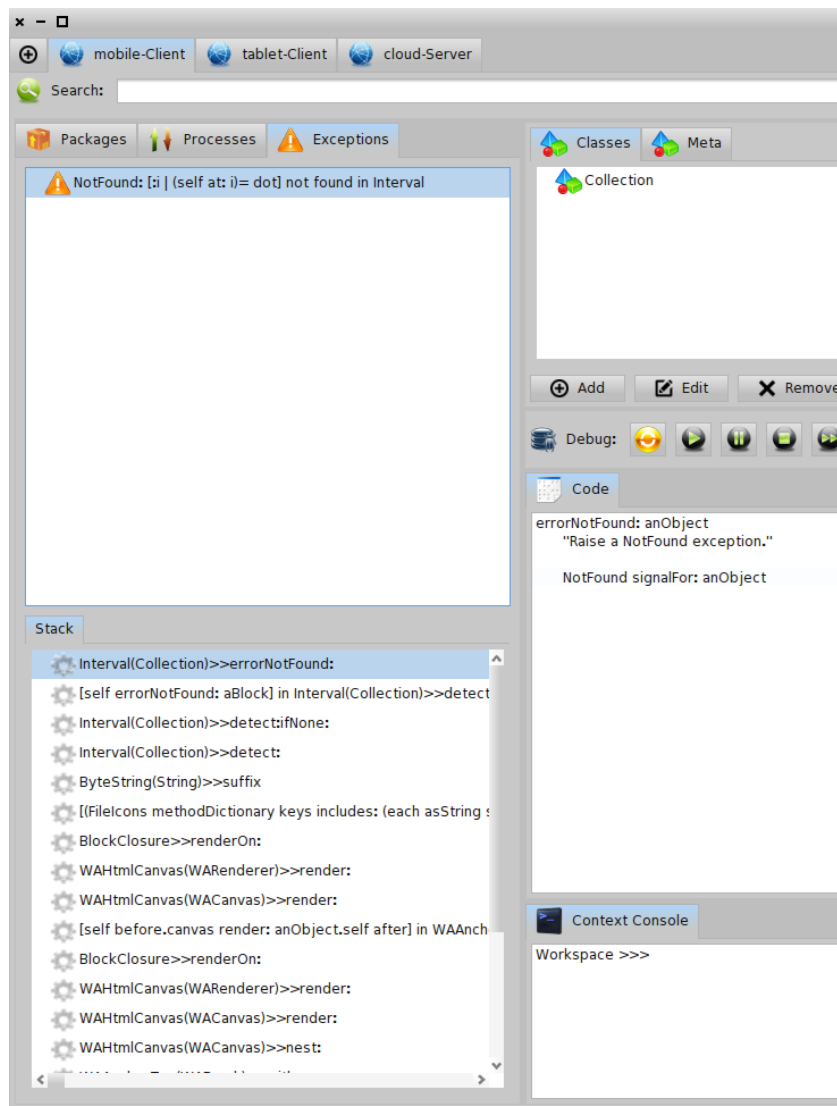 mobile-Client tablet-Client cloud-Server
Search:
Packages Processes Exceptions
NotFound: [:i | (self at: i)= dot] not found in Interval
Stack
Interval(Collection)>>errorNotFound:
[self errorNotFound: aBlock] in Interval(Collection)>>detect
Interval(Collection)>>detect:ifNone:
Interval(Collection)>>detect:
ByteString(String)>>suffix
[(FileIcons methodDictionary keys includes: (each asString s
BlockClosure>>renderOn:
WAHtmlCanvas(WARenderer)>>render:
WAHtmlCanvas(WACanvas)>>render:
[self before.canvas render: anObject.self after] in WAAnch
BlockClosure>>renderOn:
WAHtmlCanvas(WARenderer)>>render:
WAHtmlCanvas(WACanvas)>>render:
WAHtmlCanvas(WACanvas)>>nest:
Classes Meta
Collection
Add Edit Remove
Debug:
Code
errorNotFound: anObject
"Raise a NotFound exception."
NotFound signalFor: anObject
Context Console
Workspace >>>